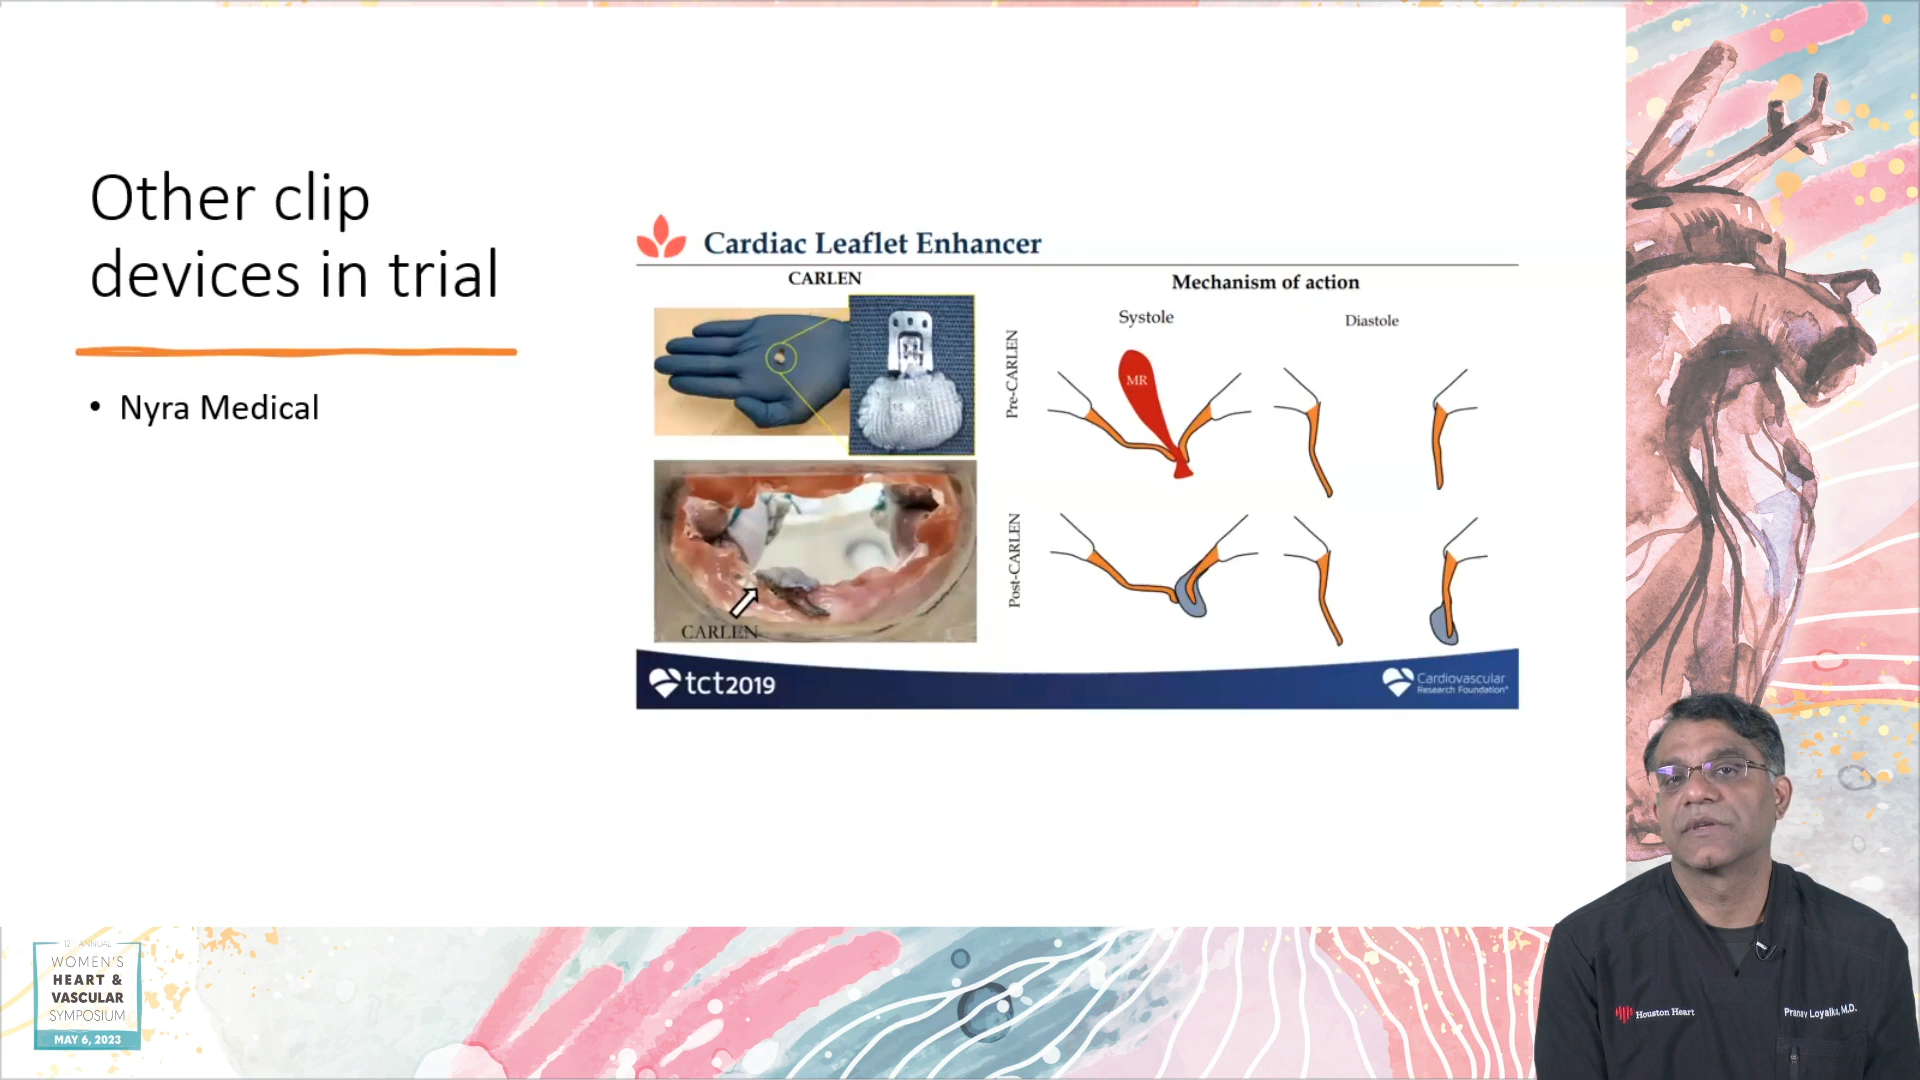 Other clip
devices in trial
• Nyra Medical
Cardiac Leaflet Enhancer
CARLEN
Mechanism of action
Systole
Diastole
Pre-CARLEN
MR
Post-CARLEN
CARLEN
tct2019
Cardiovascular
Research Foundation®
12TH ANNUAL
WOMEN'S
HEART &
VASCULAR
SYMPOSIUM
MAY 6, 2023
Houston Heart
Pranav Loyalka, M.D.